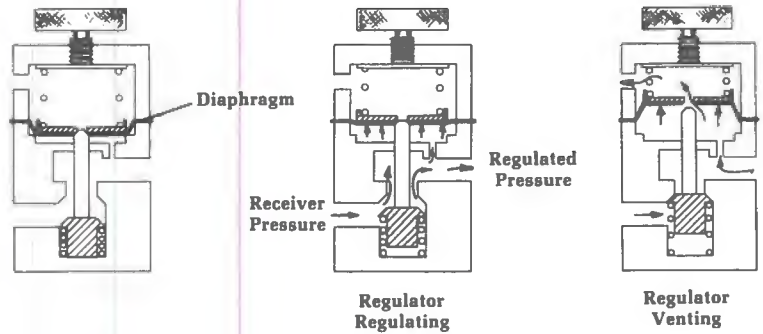 Diaphragm
Regulated
Pressure
Receiver
Pressure
Regulator
Regulating
Regulator
Venting